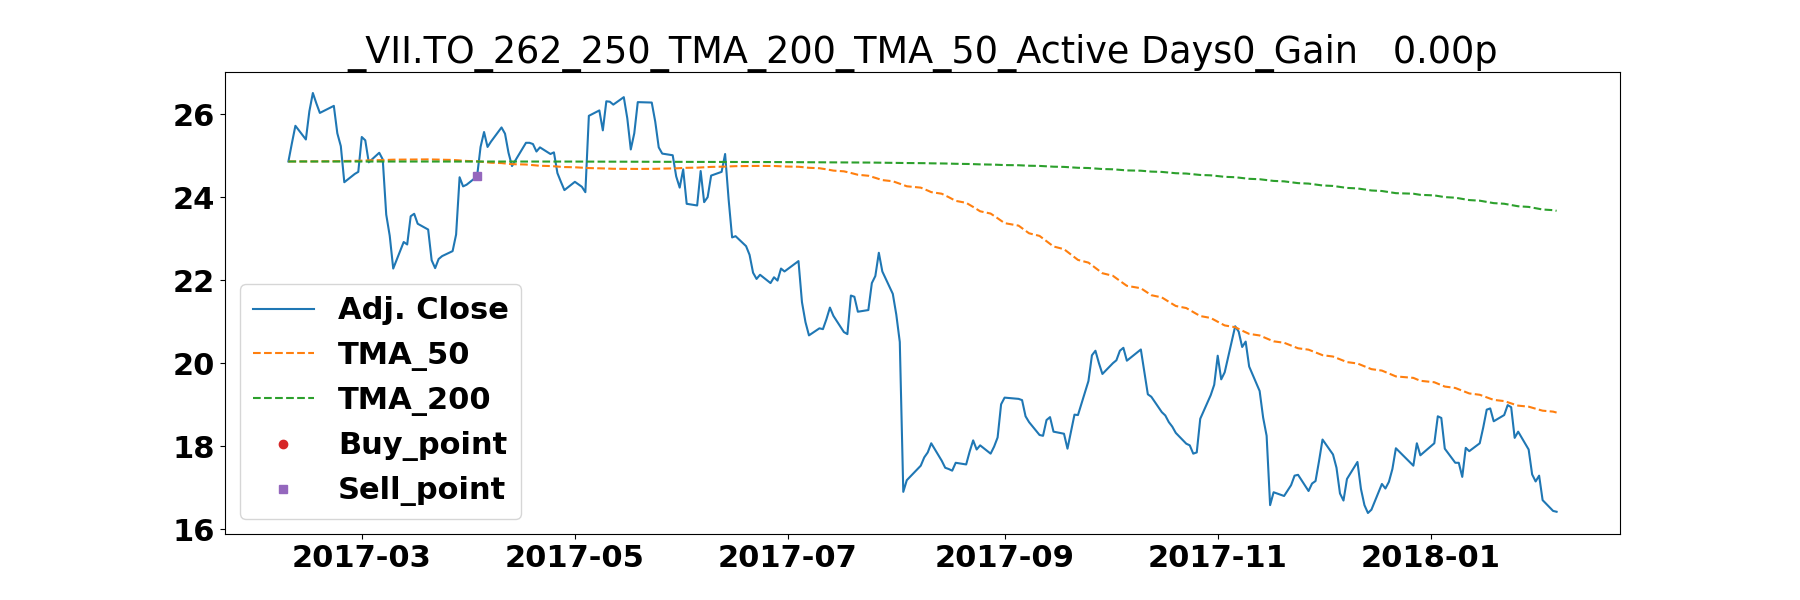 _VII.TO_262_250_TMA_200_TMA_50_Active Days0_Gain   0.00p
26
24
22
20
18
16
Adj. Close
TMA_50
TMA_200
Buy_point
Sell_point
2017-03 2017-05 2017-07 2017-09 2017-11 2018-01